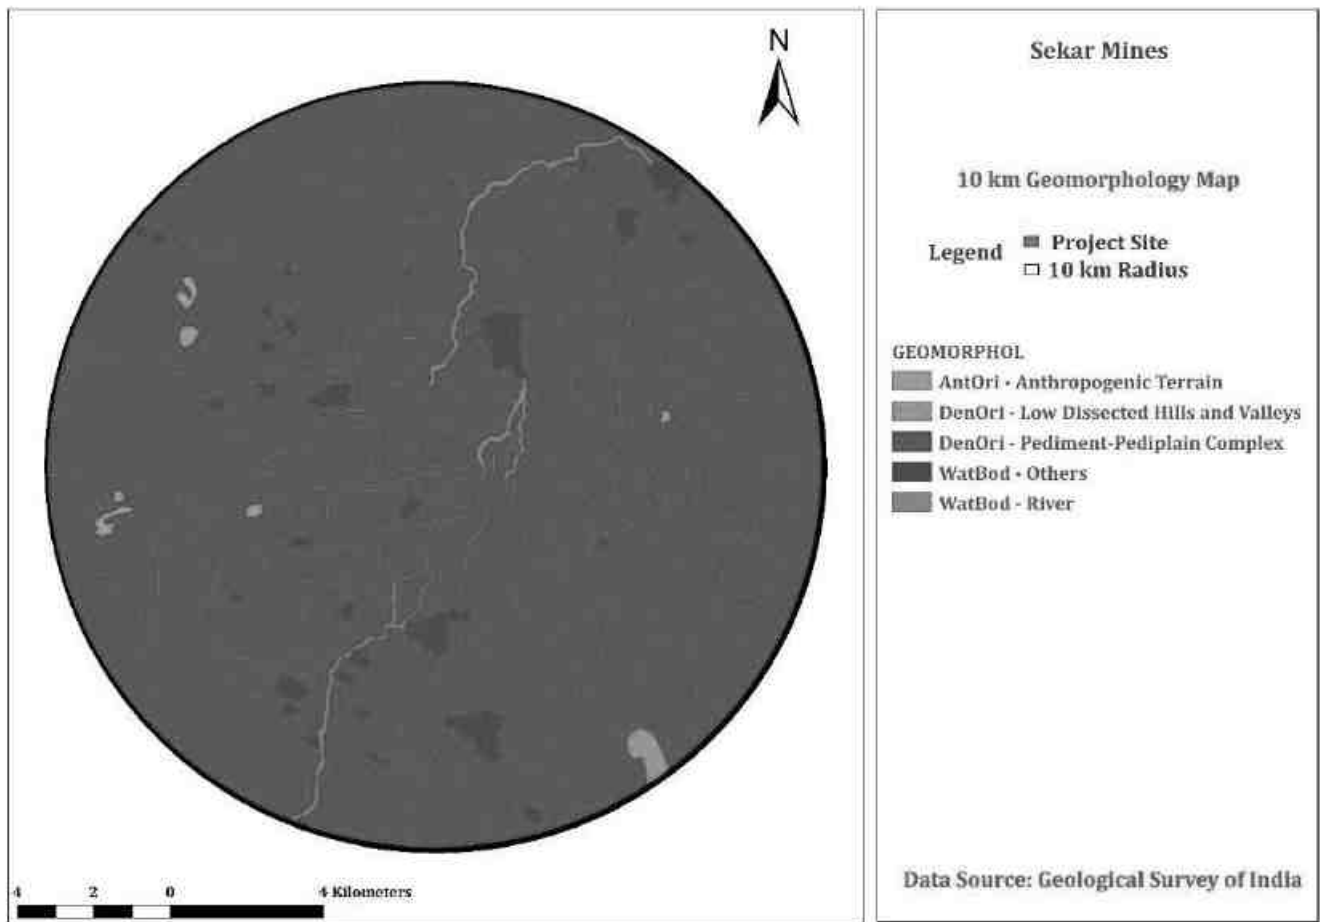 N
4 2 0 4 Kilometers
Sekar Mines
10 km Geomorphology Map
Legend
Project Site
10 km Radius
GEOMORPHOL
AntOri - Anthropogenic Terrain
DenOri - Low Dissected Hills and Valleys
DenOri - Pediment-Pediplain Complex
WatBod - Others
WatBod - River
Data Source: Geological Survey of India